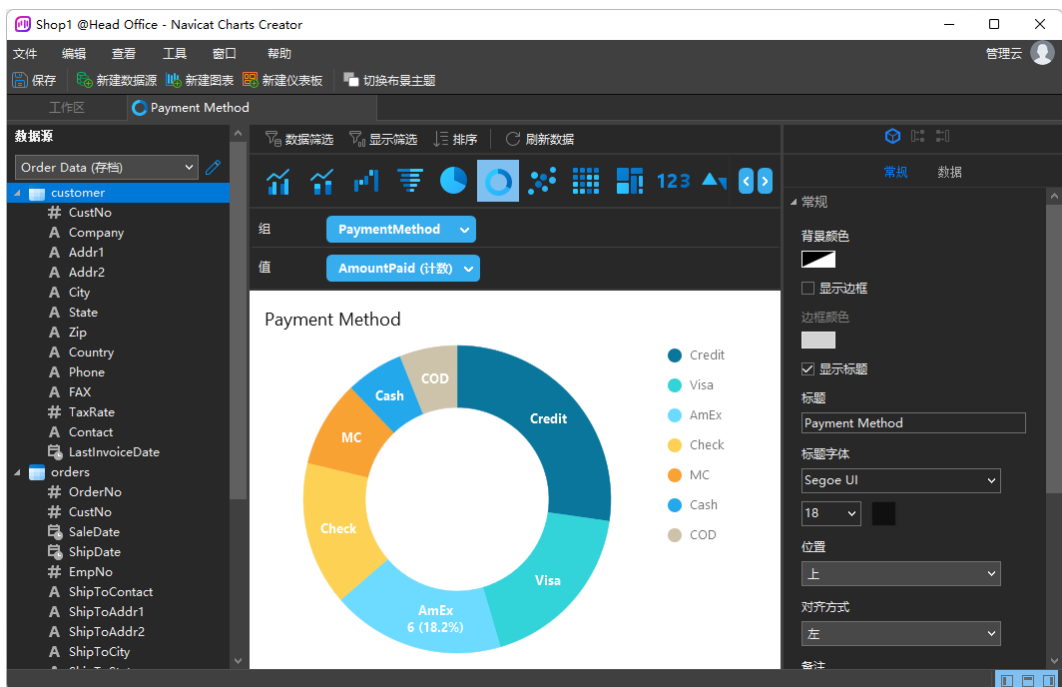 Shop1 @Head Office - Navicat Charts Creator
文件 编辑 查看 工具 窗口 帮助 管理云
保存 新建数据源 新建图表 新建仪表板 切换布景主题
工作区 Payment Method
数据源
Order Data (存档)
customer
# CustNo
A Company
A Addr1
A Addr2
A City
A State
A Zip
A Country
A Phone
A FAX
# TaxRate
A Contact
LastInvoiceDate
orders
# OrderNo
# CustNo
SaleDate
ShipDate
# EmpNo
A ShipToContact
A ShipToAddr1
A ShipToAddr2
A ShipToCity
数据筛选 显示筛选 排序 刷新数据
123
组 PaymentMethod
值 AmountPaid (计数)
Payment Method
COD
Cash
MC
Credit
Check
Visa
AmEx
6 (18.2%)
Credit
Visa
AmEx
Check
MC
Cash
COD
常规 数据
常规
背景颜色
显示边框
边框颜色
显示标题
标题
Payment Method
标题字体
Segoe UI
18
位置
上
对齐方式
左
备注